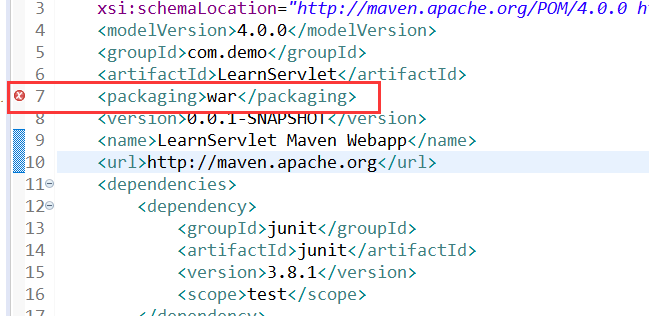 3 xsi:schemaLocation="http://maven.apache.org/POM/4.0.0 h
4 <modelVersion>4.0.0</modelVersion>
5 <groupId>com.demo</groupId>
6 <artifactId>LearnServlet</artifactId>
7 <packaging>war</packaging>
8 <version>0.0.1-SNAPSHOT</version>
9 <name>LearnServlet Maven Webapp</name>
10 <url>http://maven.apache.org</url>
11 <dependencies>
12 <dependency>
13 <groupId>junit</groupId>
14 <artifactId>junit</artifactId>
15 <version>3.8.1</version>
16 <scope>test</scope>
17 </dependency>